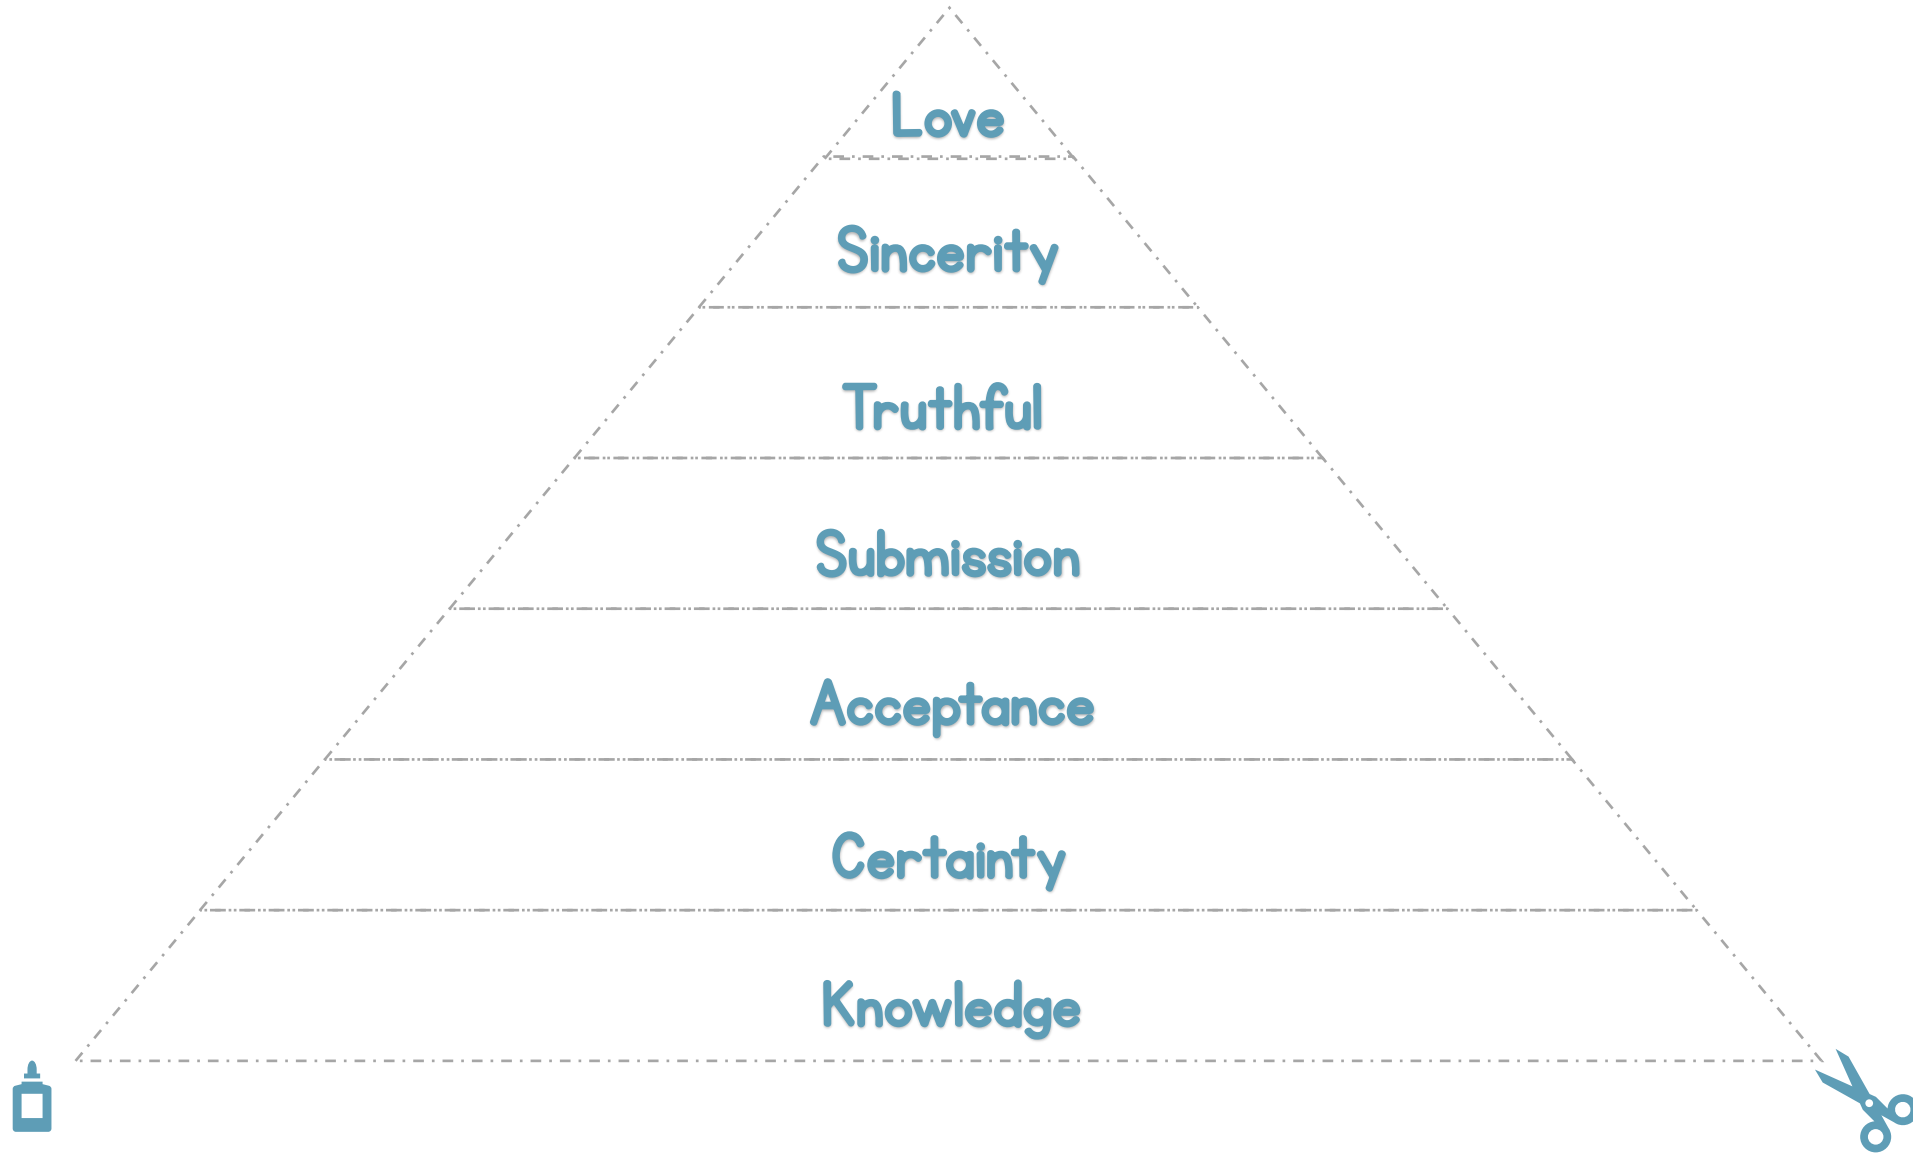 Love
Sincerity
Truthful
Submission
Acceptance
Certainty
Knowledge